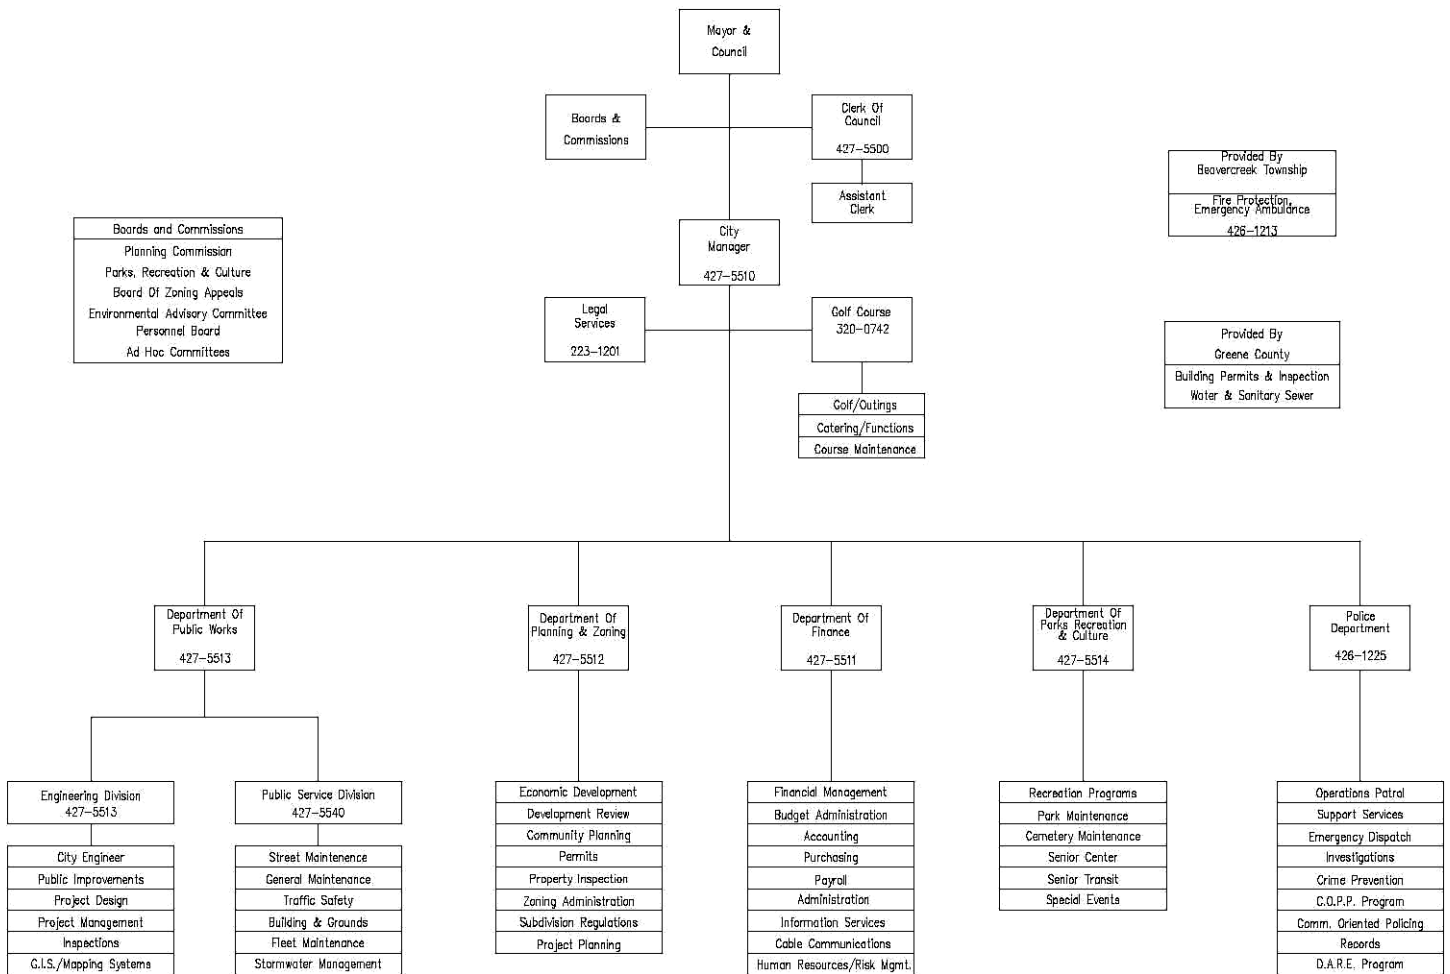 Mayor &
Council
Boards &
Commissions
Clerk Of
Council
427-5500
Assistant
Clerk
City
Manager
427-5510
Legal
Services
223-1201
Golf Course
320-0742
Golf/Outings
Catering/Functions
Course Maintenance
Boards and Commissions
Planning Commission
Parks, Recreation & Culture
Board Of Zoning Appeals
Environmental Advisory Committee
Personnel Board
Ad Hoc Committees
Provided By
Beavercreek Township
Fire Protection,
Emergency Ambulance
426-1213
Provided By
Greene County
Building Permits & Inspection
Water & Sanitary Sewer
Department Of
Public Works
427-5513
Engineering Division
427-5513
City Engineer
Public Improvements
Project Design
Project Management
Inspections
G.I.S./Mapping Systems
Public Service Division
427-5540
Street Maintenence
General Maintenance
Traffic Safety
Building & Grounds
Fleet Maintenance
Stormwater Management
Department Of
Planning & Zoning
427-5512
Economic Development
Development Review
Community Planning
Permits
Property Inspection
Zoning Administration
Subdivision Regulations
Project Planning
Department Of
Finance
427-5511
Financial Management
Budget Administration
Accounting
Purchasing
Payroll
Administration
Information Services
Cable Communications
Human Resources/Risk Mgmt.
Department Of
Parks Recreation
& Culture
427-5514
Recreation Programs
Park Maintenance
Cemetery Maintenance
Senior Center
Senior Transit
Special Events
Police
Department
426-1225
Operations Patrol
Support Services
Emergency Dispatch
Investigations
Crime Prevention
C.O.P.P. Program
Comm. Oriented Policing
Records
D.A.R.E. Program